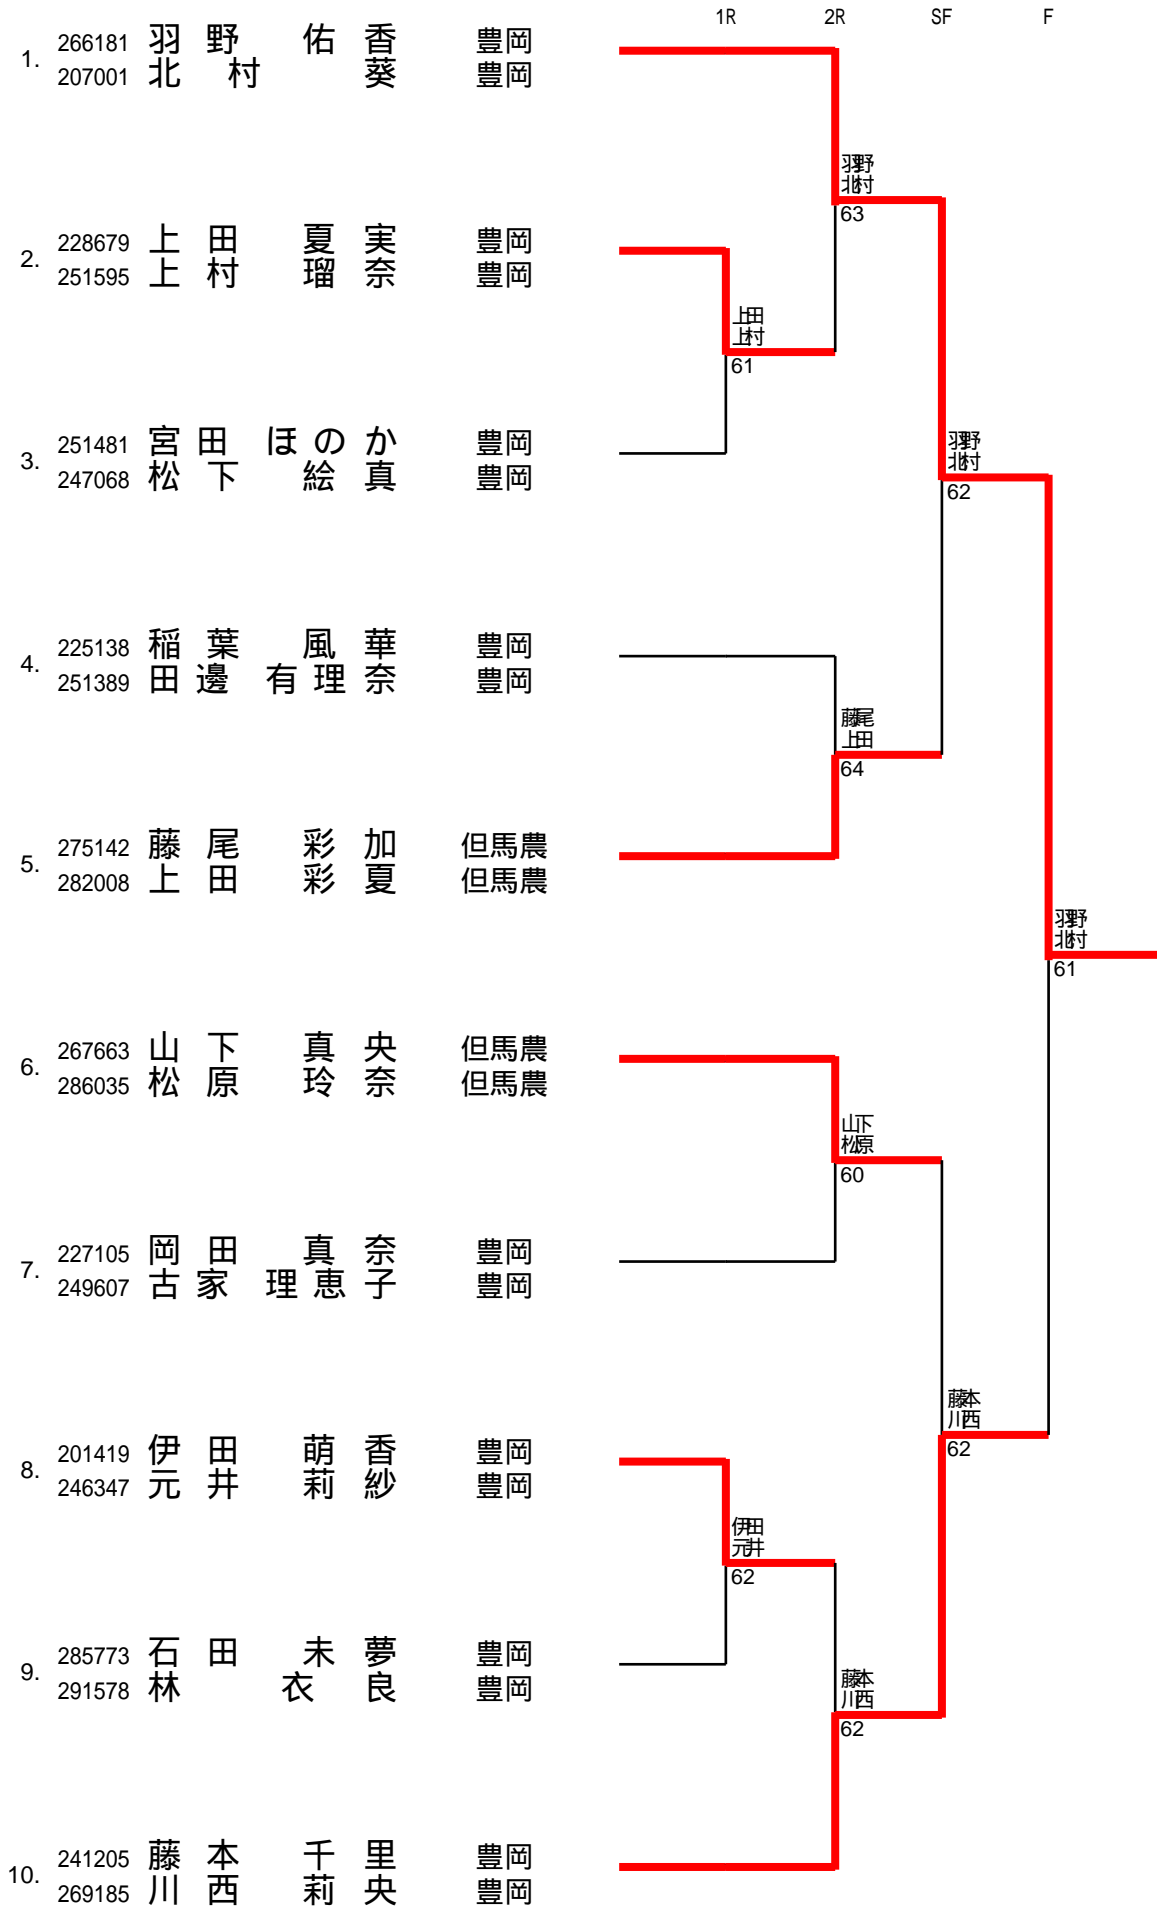 1R 2R SF F
1. 266181 羽野 佑香 豊岡
207001 北村 葵 豊岡
羽野
北村
63
2. 228679 上田 夏実 豊岡
251595 上村 瑠奈 豊岡
上田
上村
61
3. 251481 宮田 ほのか 豊岡
247068 松下 絵真 豊岡
羽野
北村
62
4. 225138 稲葉 風華 豊岡
251389 田邊 有理奈 豊岡
藤尾
上田
64
5. 275142 藤尾 彩加 但馬農
282008 上田 彩夏 但馬農
羽野
北村
61
6. 267663 山下 真央 但馬農
286035 松原 玲奈 但馬農
山下
松原
60
7. 227105 岡田 真奈 豊岡
249607 古家 理恵子 豊岡
藤本
川西
62
8. 201419 伊田 萌香 豊岡
246347 元井 莉紗 豊岡
伊田
元井
62
9. 285773 石田 未夢 豊岡
291578 林 衣良 豊岡
藤本
川西
62
10. 241205 藤本 千里 豊岡
269185 川西 莉央 豊岡